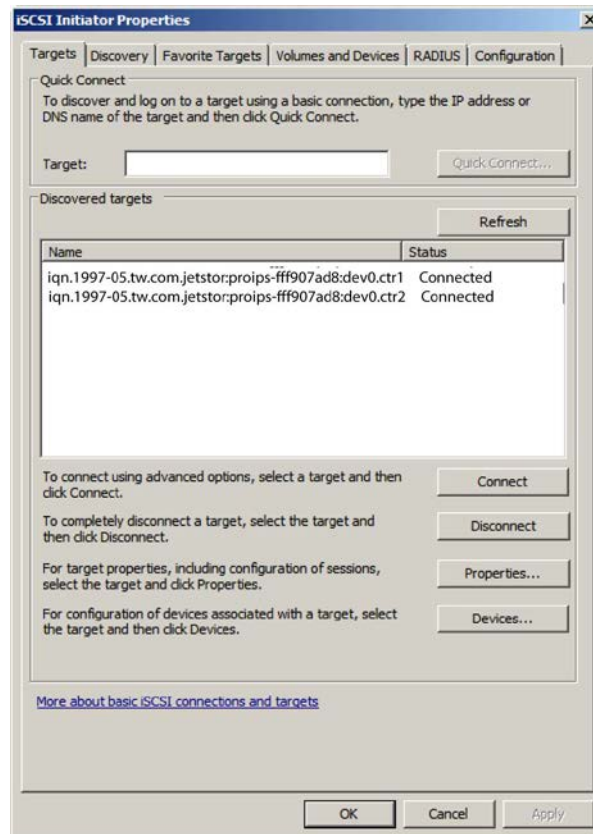 iSCSI Initiator Properties
Targets Discovery Favorite Targets Volumes and Devices RADIUS Configuration
Quick Connect
To discover and log on to a target using a basic connection, type the IP address or
DNS name of the target and then click Quick Connect.
Target:
Quick Connect...
Discovered targets
Refresh
Name Status
iqn.1997-05.tw.com.jetstor:proips-fff907ad8:dev0.ctr1 Connected
iqn.1997-05.tw.com.jetstor:proips-fff907ad8:dev0.ctr2 Connected
To connect using advanced options, select a target and then
click Connect.
Connect
To completely disconnect a target, select the target and
then click Disconnect.
Disconnect
For target properties, including configuration of sessions,
select the target and click Properties.
Properties...
For configuration of devices associated with a target, select
the target and then click Devices.
Devices...
More about basic iSCSI connections and targets
OK Cancel Apply